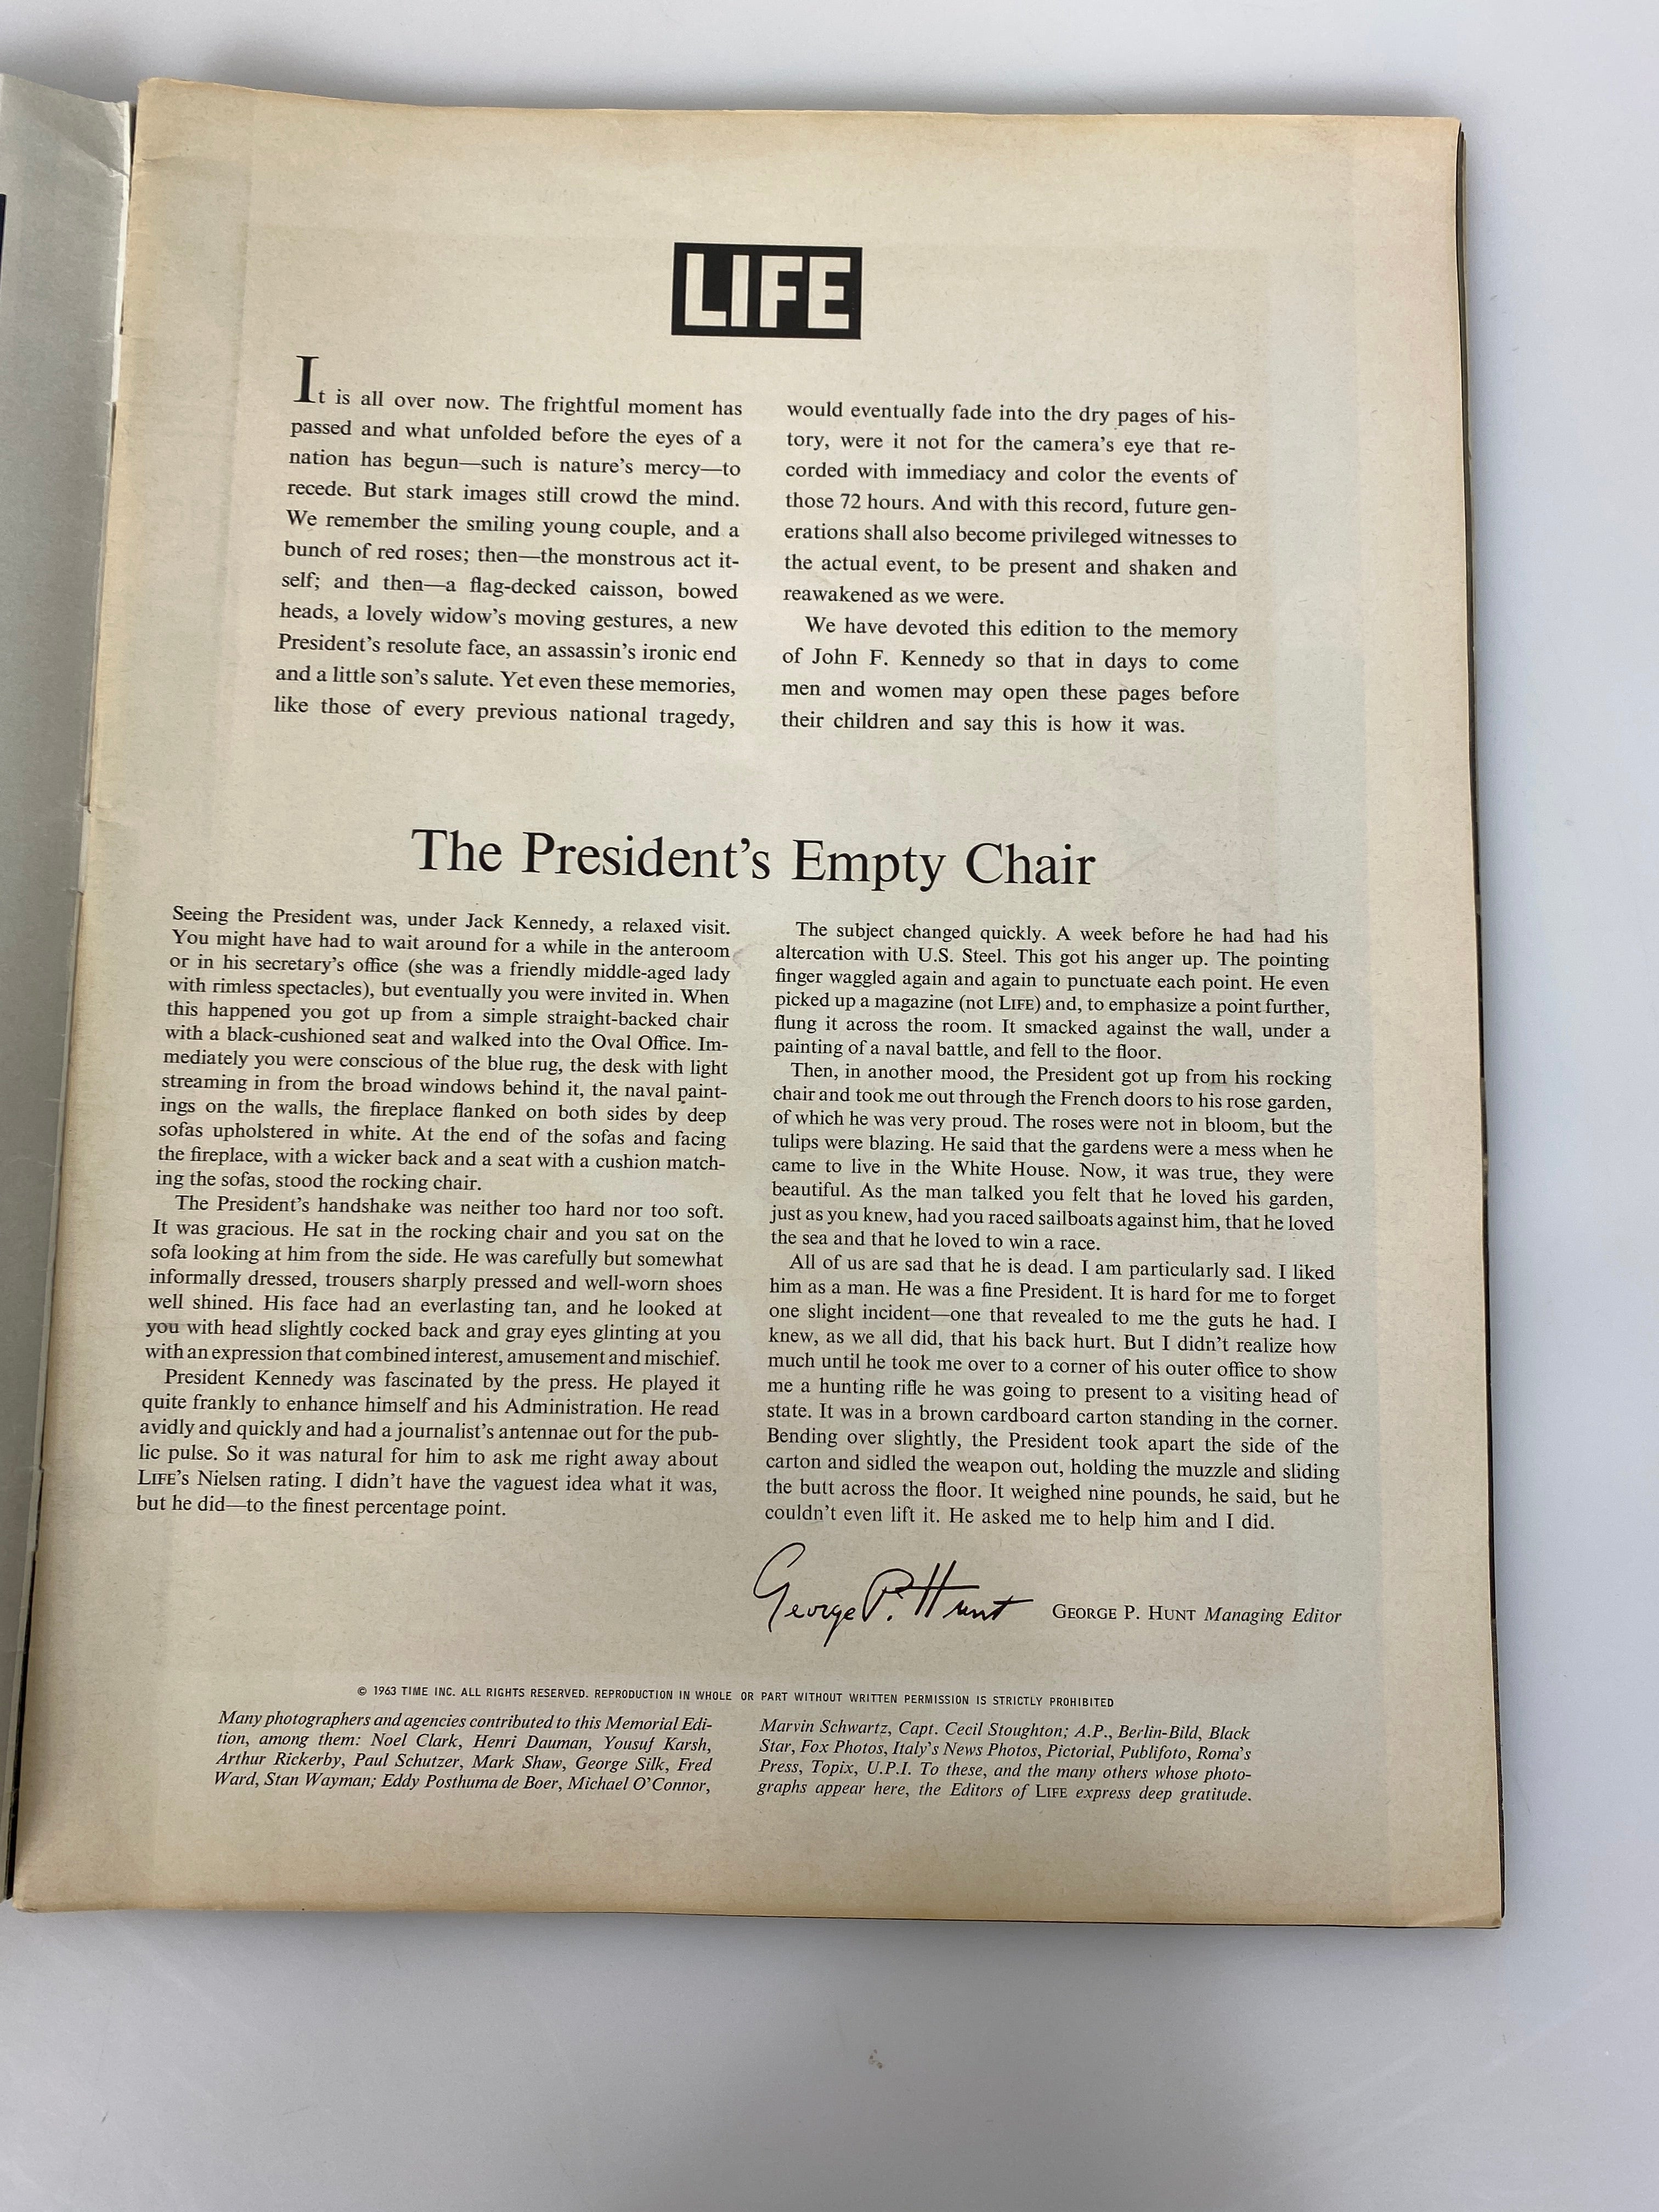 LIFE
It is all over now. The frightful moment has
passed and what unfolded before the eyes of a
nation has begun—such is nature's mercy—to
recede. But stark images still crowd the mind.
We remember the smiling young couple, and a
bunch of red roses; then—the monstrous act it-
self; and then—a flag-decked caisson, bowed
heads, a lovely widow's moving gestures, a new
President's resolute face, an assassin's ironic end
and a little son's salute. Yet even these memories,
like those of every previous national tragedy,
would eventually fade into the dry pages of his-
tory, were it not for the camera's eye that re-
corded with immediacy and color the events of
those 72 hours. And with this record, future gen-
erations shall also become privileged witnesses to
the actual event, to be present and shaken and
reawakened as we were.
We have devoted this edition to the memory
of John F. Kennedy so that in days to come
men and women may open these pages before
their children and say this is how it was.
The President's Empty Chair
Seeing the President was, under Jack Kennedy, a relaxed visit.
You might have had to wait around for a while in the anteroom
or in his secretary's office (she was a friendly middle-aged lady
with rimless spectacles), but eventually you were invited in. When
this happened you got up from a simple straight-backed chair
with a black-cushioned seat and walked into the Oval Office. Im-
mediately you were conscious of the blue rug, the desk with light
streaming in from the broad windows behind it, the naval paint-
ings on the walls, the fireplace flanked on both sides by deep
sofas upholstered in white. At the end of the sofas and facing
the fireplace, with a wicker back and a seat with a cushion match-
ing the sofas, stood the rocking chair.
The President's handshake was neither too hard nor too soft.
It was gracious. He sat in the rocking chair and you sat on the
sofa looking at him from the side. He was carefully but somewhat
informally dressed, trousers sharply pressed and well-worn shoes
well shined. His face had an everlasting tan, and he looked at
you with head slightly cocked back and gray eyes glinting at you
with an expression that combined interest, amusement and mischief.
President Kennedy was fascinated by the press. He played it
quite frankly to enhance himself and his Administration. He read
avidly and quickly and had a journalist's antennae out for the pub-
lic pulse. So it was natural for him to ask me right away about
LIFE's Nielsen rating. I didn't have the vaguest idea what it was,
but he did—to the finest percentage point.
The subject changed quickly. A week before he had had his
altercation with U.S. Steel. This got his anger up. The pointing
finger waggled again and again to punctuate each point. He even
picked up a magazine (not LIFE) and, to emphasize a point further,
flung it across the room. It smacked against the wall, under a
painting of a naval battle, and fell to the floor.
Then, in another mood, the President got up from his rocking
chair and took me out through the French doors to his rose garden,
of which he was very proud. The roses were not in bloom, but the
tulips were blazing. He said that the gardens were a mess when he
came to live in the White House. Now, it was true, they were
beautiful. As the man talked you felt that he loved his garden,
just as you knew, had you raced sailboats against him, that he loved
the sea and that he loved to win a race.
All of us are sad that he is dead. I am particularly sad. I liked
him as a man. He was a fine President. It is hard for me to forget
one slight incident—one that revealed to me the guts he had. I
knew, as we all did, that his back hurt. But I didn't realize how
much until he took me over to a corner of his outer office to show
me a hunting rifle he was going to present to a visiting head of
state. It was in a brown cardboard carton standing in the corner.
Bending over slightly, the President took apart the side of the
carton and sidled the weapon out, holding the muzzle and sliding
the butt across the floor. It weighed nine pounds, he said, but he
couldn't even lift it. He asked me to help him and I did.
George P. Hunt GEORGE P. HUNT Managing Editor
© 1963 TIME INC. ALL RIGHTS RESERVED. REPRODUCTION IN WHOLE OR PART WITHOUT WRITTEN PERMISSION IS STRICTLY PROHIBITED
Many photographers and agencies contributed to this Memorial Edi-
tion, among them: Noel Clark, Henri Dauman, Yousuf Karsh,
Arthur Rickerby, Paul Schutzer, Mark Shaw, George Silk, Fred
Ward, Stan Wayman; Eddy Posthuma de Boer, Michael O'Connor,
Marvin Schwartz, Capt. Cecil Stoughton; A.P., Berlin-Bild, Black
Star, Fox Photos, Italy's News Photos, Pictorial, Publifoto, Roma's
Press, Topix, U.P.I. To these, and the many others whose photo-
graphs appear here, the Editors of LIFE express deep gratitude.